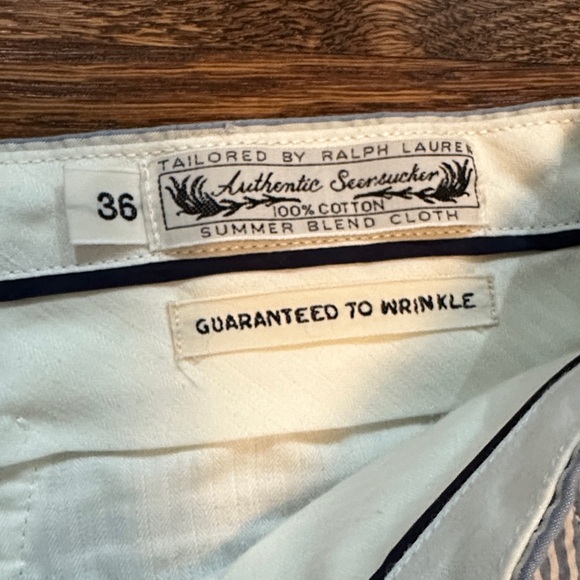 36
TAILORED BY RALPH LAUREN
Authentic Seersucker
100% COTTON
SUMMER BLEND CLOTH
GUARANTEED TO WRINKLE